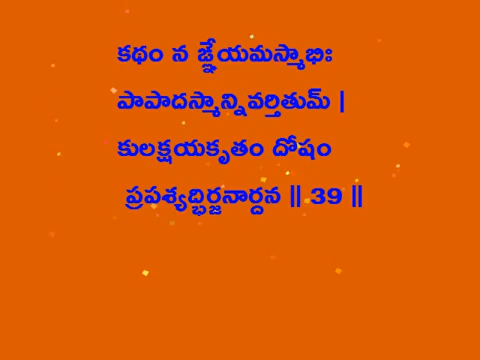 కథం న జ్ఞేయమస్మాభిః
పాపాదస్మాన్నివర్తితుమ్ |
కులక్షయకృతం దోషం
ప్రపశ్యద్భిర్జనార్దన || 39 ||